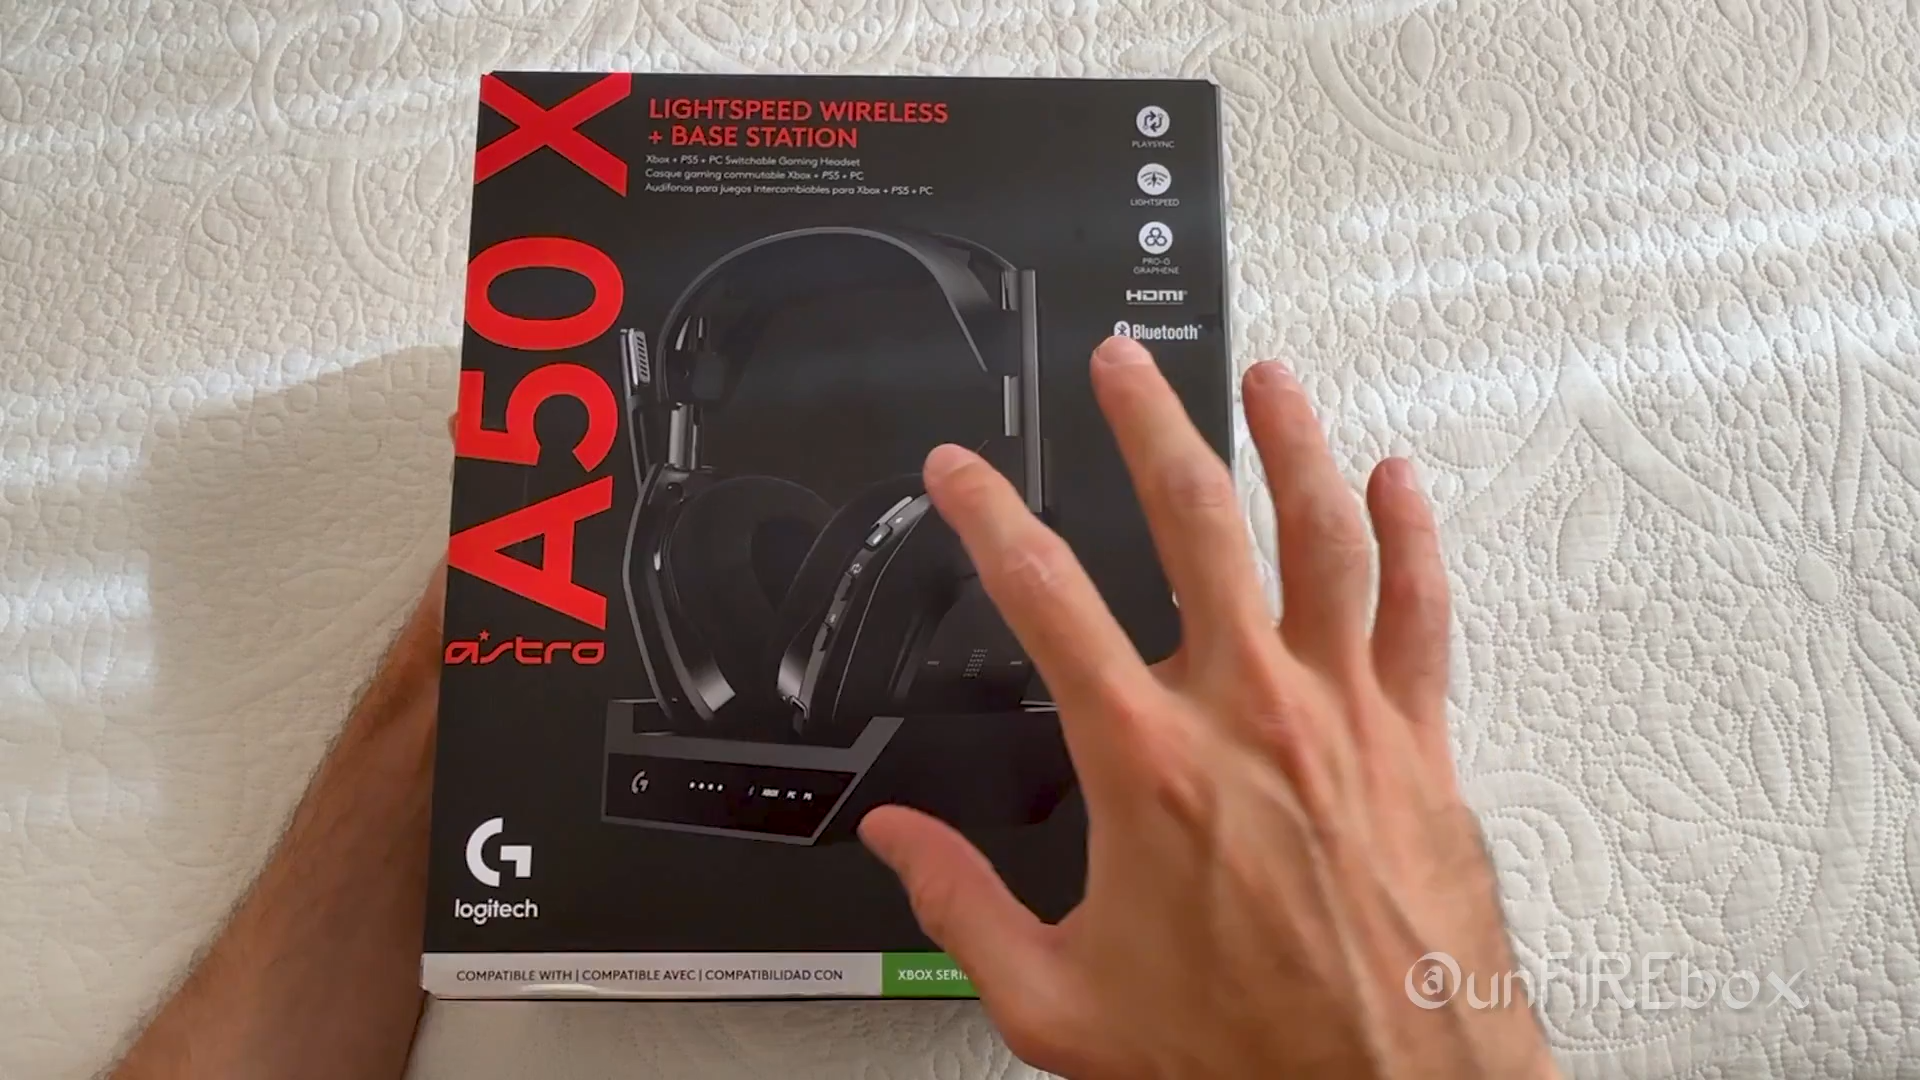 A50 X
astro
LIGHTSPEED WIRELESS
+ BASE STATION
Xbox + PS5 + PC Switchable Gaming Headset
Casque gaming commutable Xbox + PS5 + PC
Audífonos para juegos intercambiables para Xbox + PS5 + PC
PLAYSYNC
LIGHTSPEED
PRO-G
GRAPHENE
HDMI
Bluetooth
XBOX PC PS
logitech
COMPATIBLE WITH | COMPATIBLE AVEC | COMPATIBILIDAD CON
XBOX
@unFIREbox